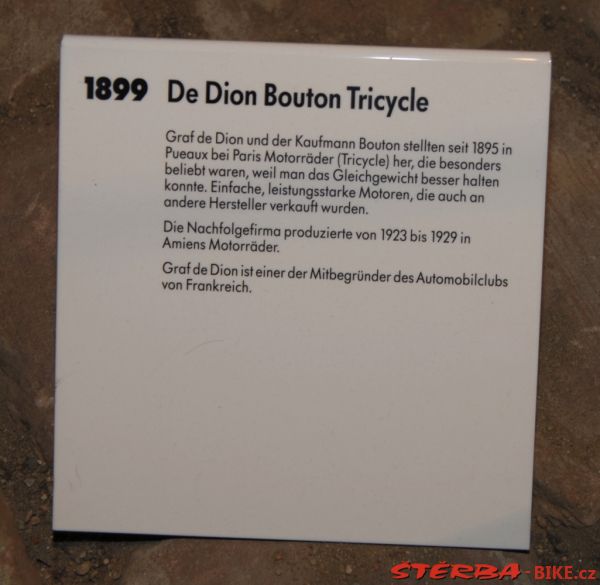 1899 De Dion Bouton Tricycle
Graf de Dion und der Kaufmann Bouton stellten seit 1895 in
Pueaux bei Paris Motorräder (Tricycle) her, die besonders
beliebt waren, weil man das Gleichgewicht besser halten
konnte. Einfache, leistungsstarke Motoren, die auch an
andere Hersteller verkauft wurden.
Die Nachfolgefirma produzierte von 1923 bis 1929 in
Amiens Motorräder.
Graf de Dion ist einer der Mitbegründer des Automobilclubs
von Frankreich.
STERBA-BIKE.cz